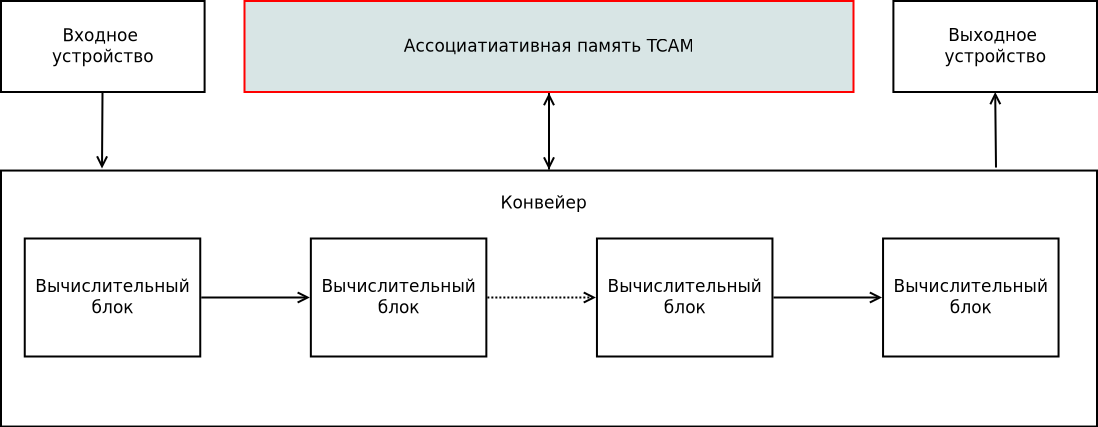 Входное
устройство
Ассоциатиативная память TCAM
Выходное
устройство
Конвейер
Вычислительный
блок
Вычислительный
блок
Вычислительный
блок
Вычислительный
блок